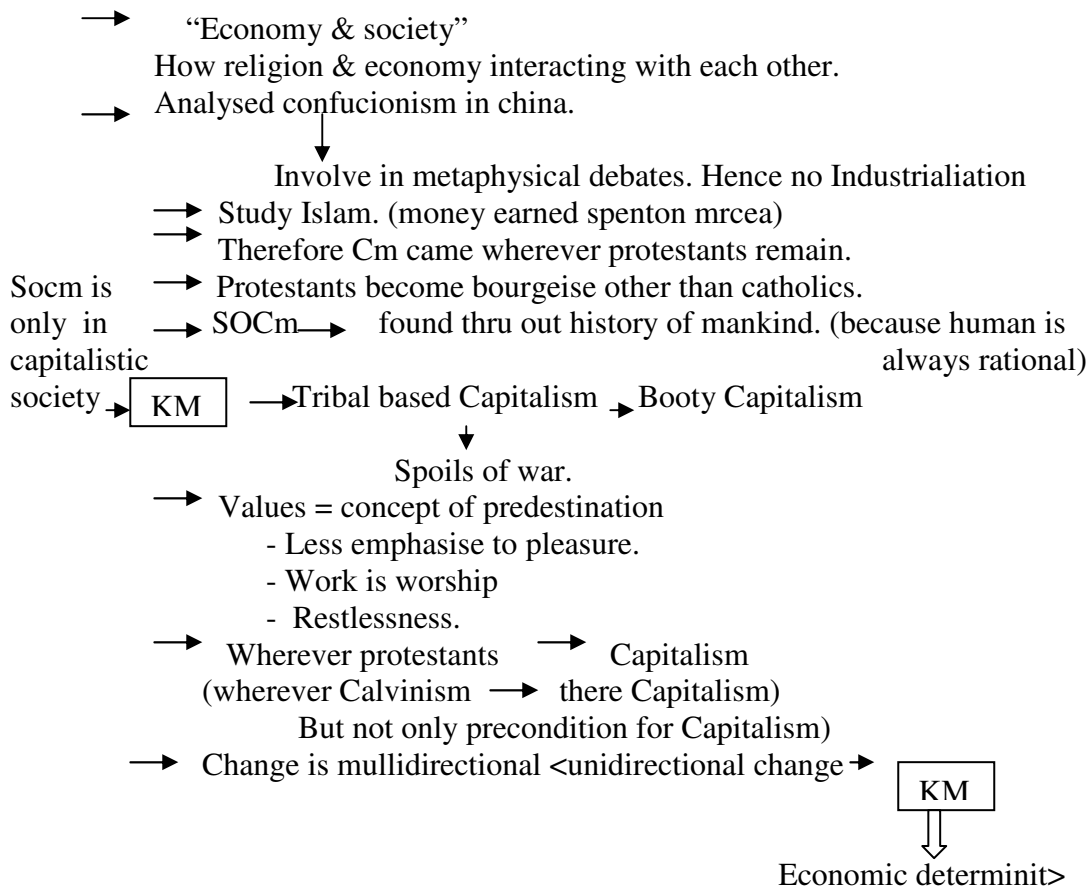 “Economy & society”
How religion & economy interacting with each other.
Analysed confucionism in china.
Involve in metaphysical debates. Hence no Industrialiation
Study Islam. (money earned spenton mrcea)
Therefore Cm came wherever protestants remain.
Socm is Protestants become bourgeise other than catholics.
only in SOCm found thru out history of mankind. (because human is
capitalistic always rational)
society KM Tribal based Capitalism Booty Capitalism
Spoils of war.
Values = concept of predestination
- Less emphasise to pleasure.
- Work is worship
- Restlessness.
Wherever protestants Capitalism
(wherever Calvinism there Capitalism)
But not only precondition for Capitalism)
Change is mullidirectional <unidirectional change
KM
Economic determinit>